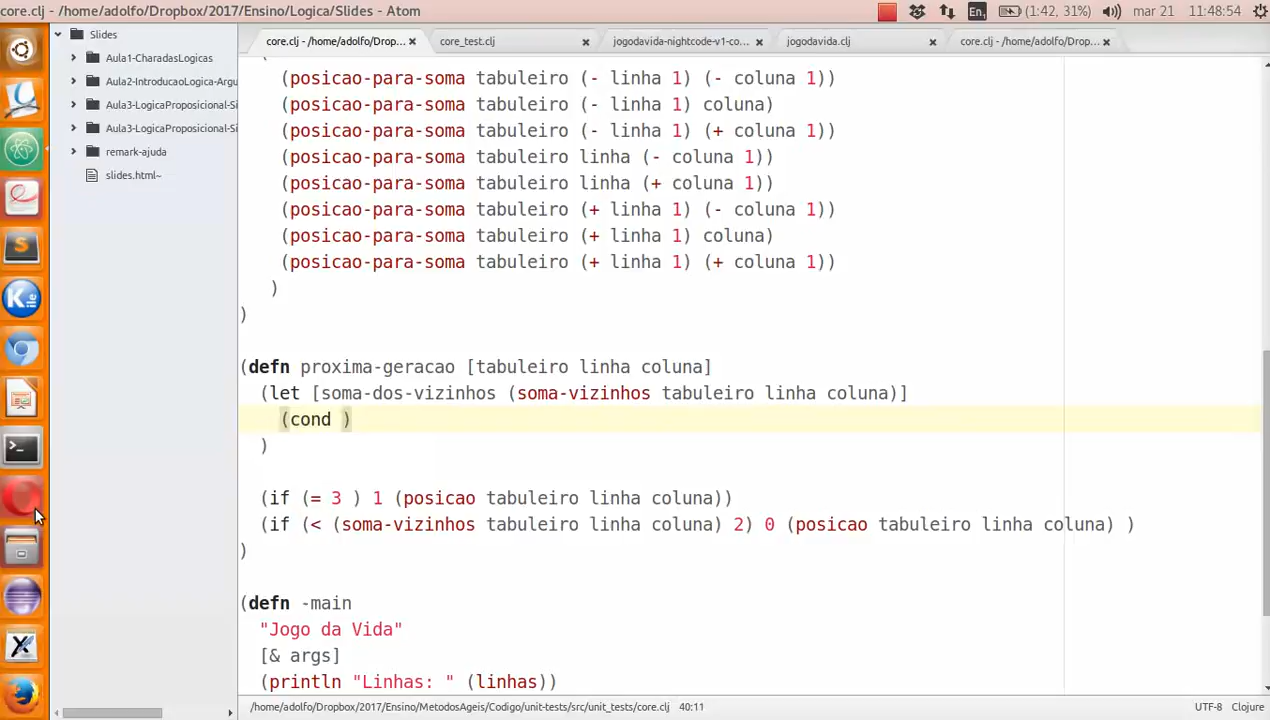 core.clj - /home/adolfo/Dropbox/2017/Ensino/Logica/Slides - Atom
En
(1:42, 31%)
mar 21
11:48:54
Slides
Aula1-CharadasLogicas
Aula2-IntroducaoLogica-Argu
Aula3-LogicaProposicional-Si
Aula3-LogicaProposicional-Si
remark-ajuda
slides.html~
core.clj - /home/adolfo/Drop...
core_test.clj
jogodavida-nightcode-v1-co...
jogodavida.clj
core.clj - /home/adolfo/Drop...
(posicao-para-soma tabuleiro (- linha 1) (- coluna 1))
(posicao-para-soma tabuleiro (- linha 1) coluna)
(posicao-para-soma tabuleiro (- linha 1) (+ coluna 1))
(posicao-para-soma tabuleiro linha (- coluna 1))
(posicao-para-soma tabuleiro linha (+ coluna 1))
(posicao-para-soma tabuleiro (+ linha 1) (- coluna 1))
(posicao-para-soma tabuleiro (+ linha 1) coluna)
(posicao-para-soma tabuleiro (+ linha 1) (+ coluna 1))
)
)
(defn proxima-geracao [tabuleiro linha coluna]
(let [soma-dos-vizinhos (soma-vizinhos tabuleiro linha coluna)]
(cond )
)
(if (= 3 ) 1 (posicao tabuleiro linha coluna))
(if (< (soma-vizinhos tabuleiro linha coluna) 2) 0 (posicao tabuleiro linha coluna) )
)
(defn -main
"Jogo da Vida"
[& args]
(println "Linhas: " (linhas))
/home/adolfo/Dropbox/2017/Ensino/MetodosAgeis/Codigo/unit-tests/src/unit_tests/core.clj
40:11
UTF-8
Clojure